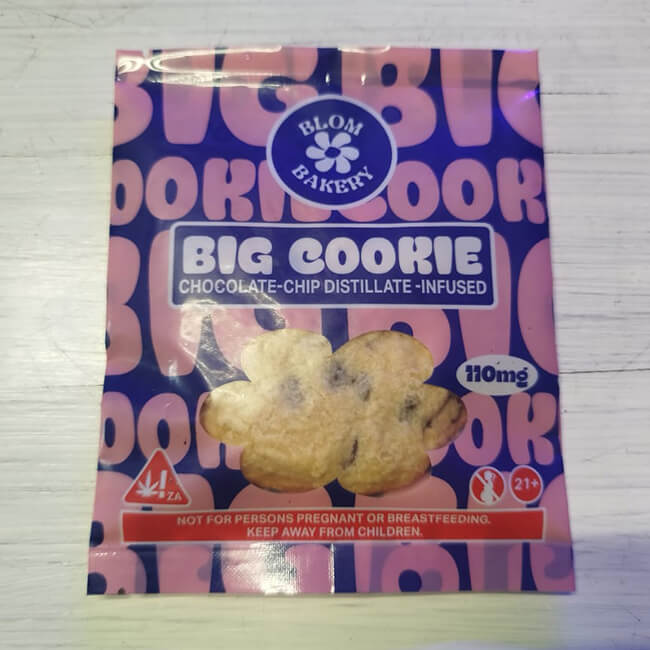 BLOM
BAKERY
BIG COOKIE
CHOCOLATE-CHIP DISTILLATE -INFUSED
110mg
ZA
21+
NOT FOR PERSONS PREGNANT OR BREASTFEEDING.
KEEP AWAY FROM CHILDREN.